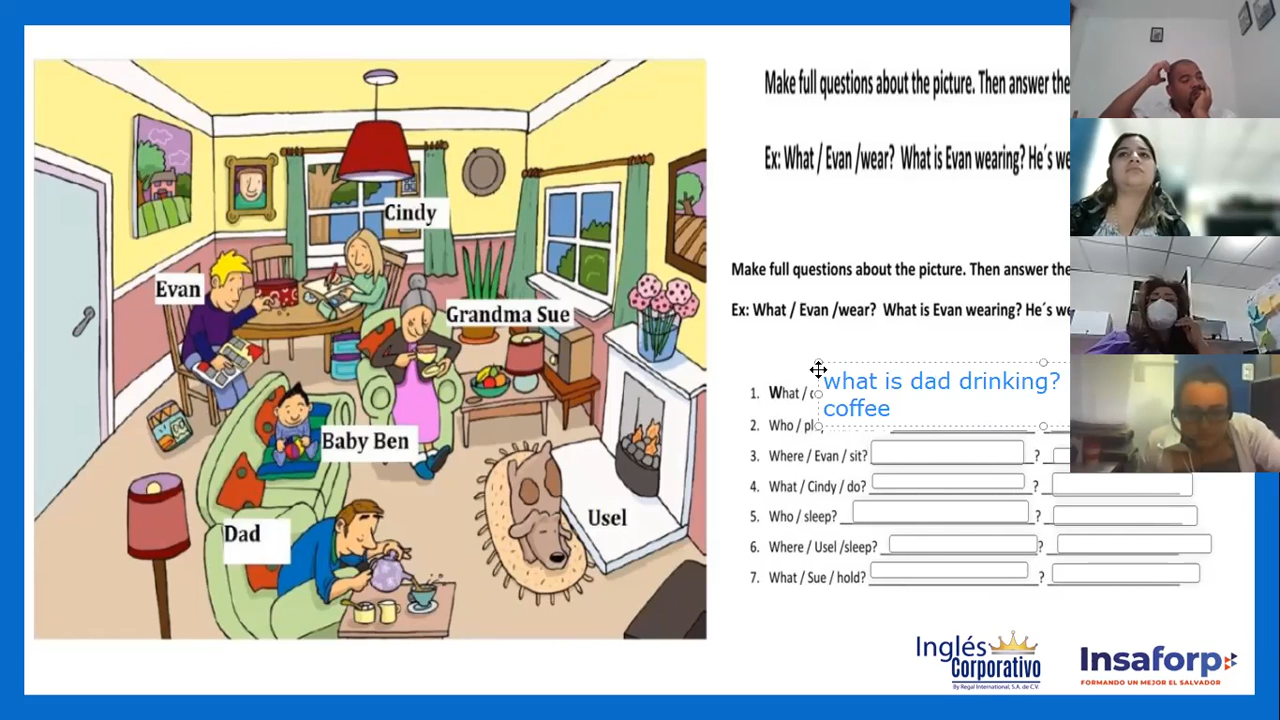 Cindy
Evan
Grandma Sue
Baby Ben
Dad
Usel
Make full questions about the picture. Then answer the
Ex: What / Evan /wear? What is Evan wearing? He´s we
Make full questions about the picture. Then answer the
Ex: What / Evan /wear? What is Evan wearing? He´s we
what is dad drinking?
coffee
1. What /
2. Who / pl
3. Where / Evan / sit? ?
4. What / Cindy / do? ?
5. Who / sleep? ?
6. Where / Usel /sleep? ?
7. What / Sue / hold? ?
Inglés
Corporativo
By Regal International, S.A. de C.V.
Insaforp
FORMANDO UN MEJOR EL SALVADOR